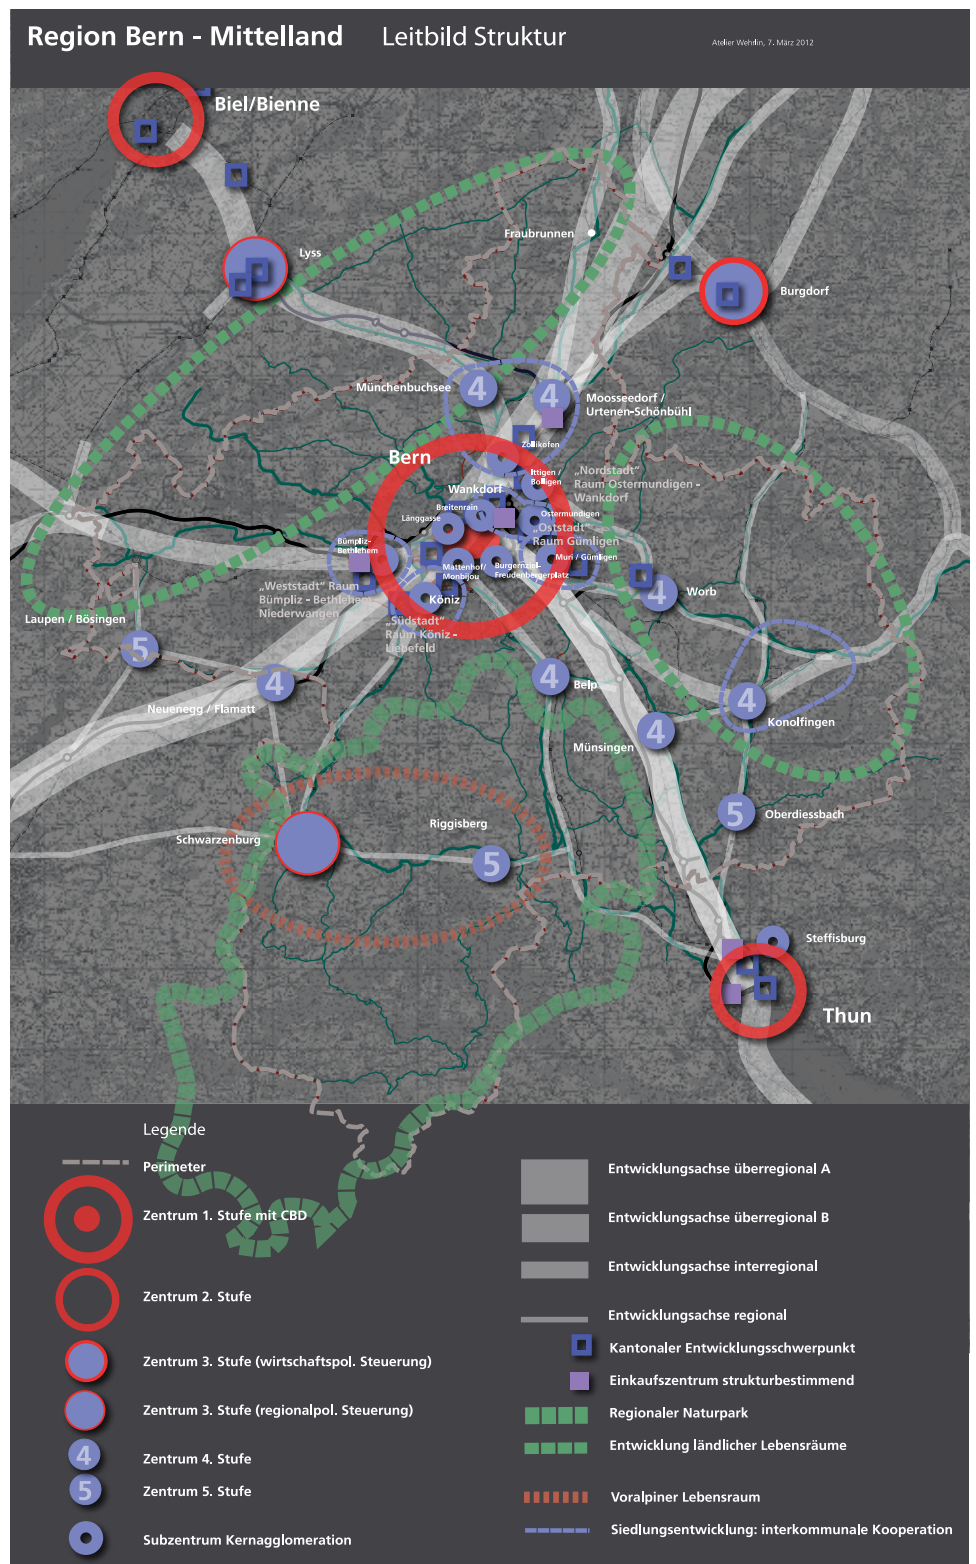 Region Bern - Mittelland Leitbild Struktur
Atelier Wehrlin, 7. März 2012
Biel/Bienne
Fraubrunnen
Lyss
Burgdorf
Münchenbuchsee
4
4
Moosseedorf /
Urtenen-Schönbühl
Zollikofen
Bern
Ittigen /
Bolligen
„Nordstadt"
Raum Ostermundigen -
Wankdorf
Wankdorf
Breitenrain
Länggasse
Ostermundigen
„Oststadt"
Raum Gümligen
Bümpliz-
Bethlehem
Muri / Gümligen
Mattenhof/
Monbijou
Burgernziel-
Freudenbergerplatz
„Weststadt" Raum
Bümpliz - Bethlehem
Niederwangen
Köniz
4
Worb
Laupen / Bösingen
„Südstadt"
Raum Köniz -
Liebefeld
5
4
Neuenegg / Flamatt
4
Belp
4
Konolfingen
4
Münsingen
5
Oberdiessbach
Riggisberg
Schwarzenburg
5
Steffisburg
Thun
Legende
Perimeter
Zentrum 1. Stufe mit CBD
Zentrum 2. Stufe
Zentrum 3. Stufe (wirtschaftspol. Steuerung)
Zentrum 3. Stufe (regionalpol. Steuerung)
4 Zentrum 4. Stufe
5 Zentrum 5. Stufe
Subzentrum Kernagglomeration
Entwicklungsachse überregional A
Entwicklungsachse überregional B
Entwicklungsachse interregional
Entwicklungsachse regional
Kantonaler Entwicklungsschwerpunkt
Einkaufszentrum strukturbestimmend
Regionaler Naturpark
Entwicklung ländlicher Lebensräume
Voralpiner Lebensraum
Siedlungsentwicklung: interkommunale Kooperation